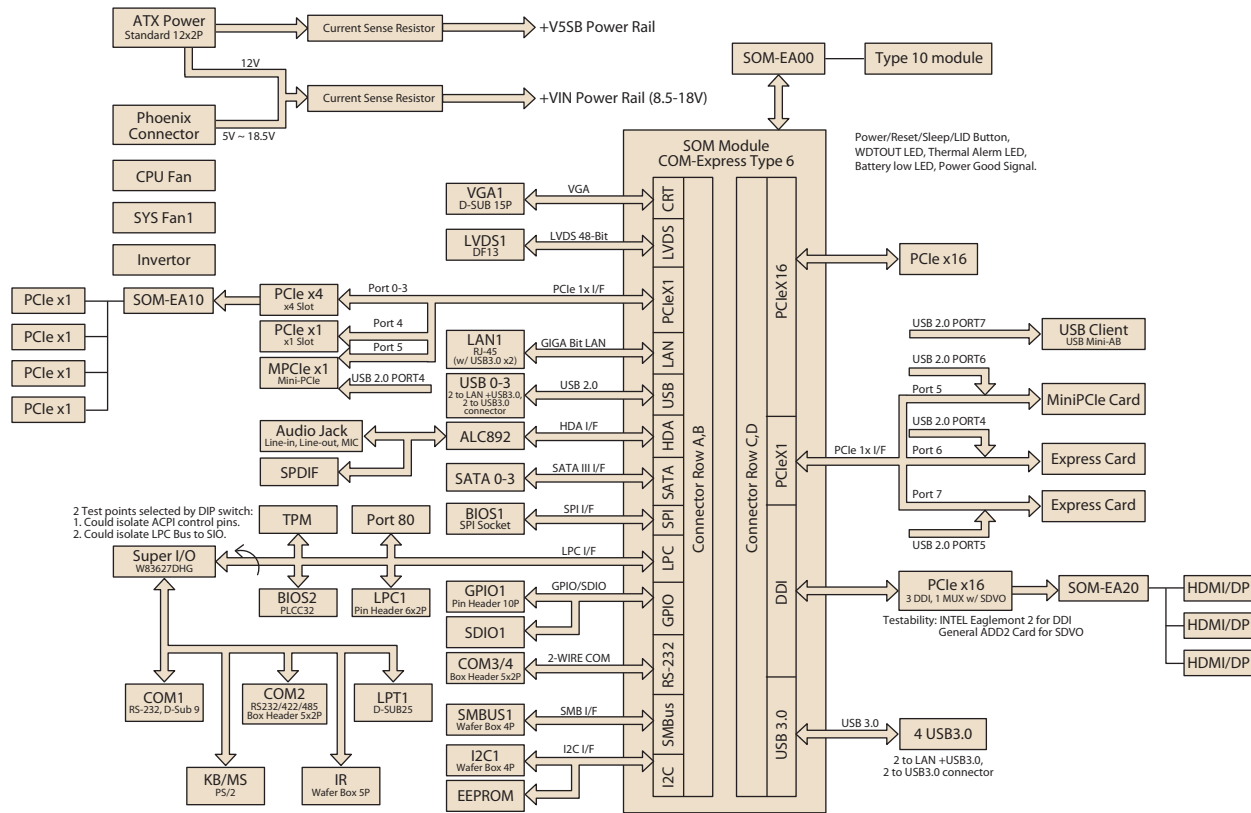 ATX Power
Standard 12x2P
Current Sense Resistor
+V5SB Power Rail
12V
Current Sense Resistor
+VIN Power Rail (8.5-18V)
Phoenix
Connector
5V ~ 18.5V
CPU Fan
SYS Fan1
Invertor
SOM-EA00
Type 10 module
Power/Reset/Sleep/LID Button,
WDTOUT LED, Thermal Alerm LED,
Battery low LED, Power Good Signal.
SOM Module
COM-Express Type 6
Connector Row A,B
Connector Row C,D
CRT
LVDS
PCIeX1
LAN
USB
HDA
SATA
SPI
LPC
GPIO
RS-232
SMBus
I2C
PCIeX16
PCIeX1
DDI
USB 3.0
VGA1
D-SUB 15P
VGA
LVDS1
DF13
LVDS 48-Bit
PCIe x1
PCIe x1
PCIe x1
PCIe x1
SOM-EA10
PCIe x4
x4 Slot
Port 0-3
PCIe 1x I/F
PCIe x1
x1 Slot
Port 4
Port 5
MPCIe x1
Mini-PCIe
USB 2.0 PORT4
LAN1
RJ-45
(w/ USB3.0 x2)
GIGA Bit LAN
USB 0-3
2 to LAN +USB3.0,
2 to USB3.0
connector
USB 2.0
Audio Jack
Line-in, Line-out, MIC
SPDIF
ALC892
HDA I/F
SATA 0-3
SATA III I/F
BIOS1
SPI Socket
SPI I/F
2 Test points selected by DIP switch:
1. Could isolate ACPI control pins.
2. Could isolate LPC Bus to SIO.
TPM
Port 80
Super I/O
W83627DHG
LPC I/F
BIOS2
PLCC32
LPC1
Pin Header 6x2P
GPIO1
Pin Header 10P
GPIO/SDIO
SDIO1
COM3/4
Box Header 5x2P
2-WIRE COM
COM1
RS-232, D-Sub 9
COM2
RS232/422/485
Box Header 5x2P
LPT1
D-SUB25
SMBUS1
Wafer Box 4P
SMB I/F
I2C1
Wafer Box 4P
I2C I/F
EEPROM
KB/MS
PS/2
IR
Wafer Box 5P
PCIe x16
USB 2.0 PORT7
USB Client
USB Mini-AB
USB 2.0 PORT6
Port 5
MiniPCIe Card
USB 2.0 PORT4
PCIe 1x I/F
Port 6
Express Card
Port 7
Express Card
USB 2.0 PORT5
PCIe x16
3 DDI, 1 MUX w/ SDVO
SOM-EA20
HDMI/DP
HDMI/DP
HDMI/DP
Testability: INTEL Eaglemont 2 for DDI
General ADD2 Card for SDVO
USB 3.0
4 USB3.0
2 to LAN +USB3.0,
2 to USB3.0 connector